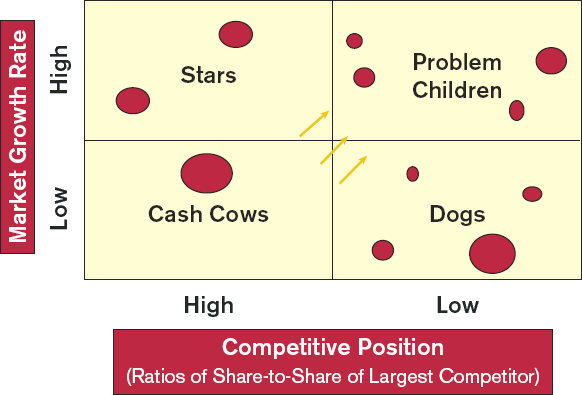 Market Growth Rate
High
Low
Stars
Problem
Children
Cash Cows
Dogs
High
Low
Competitive Position
(Ratios of Share-to-Share of Largest Competitor)